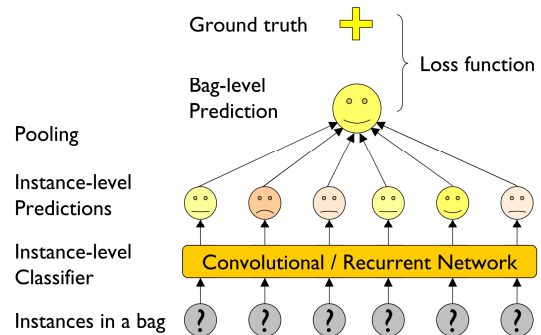 Ground truth
Loss function
Bag-level
Prediction
Pooling
Instance-level
Predictions
Instance-level
Classifier
Convolutional / Recurrent Network
Instances in a bag
? ? ? ? ? ?